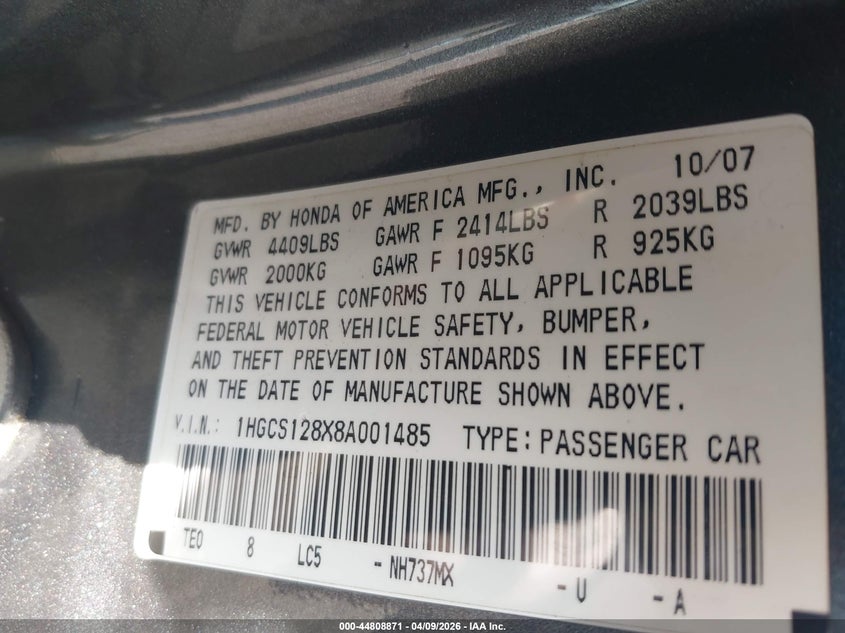 10/07
MFD. BY HONDA OF AMERICA MFG., INC.
GVWR 4409LBS GAWR F 2414LBS R 2039LBS
GVWR 2000KG GAWR F 1095KG R 925KG
THIS VEHICLE CONFORMS TO ALL APPLICABLE
FEDERAL MOTOR VEHICLE SAFETY, BUMPER,
AND THEFT PREVENTION STANDARDS IN EFFECT
ON THE DATE OF MANUFACTURE SHOWN ABOVE.
V.I.N.: 1HGCS128X8A001485 TYPE: PASSENGER CAR
TE0 8 LC5 - NH737MX - U - A
000-44808871 - 04/09/2026 - IAA Inc.